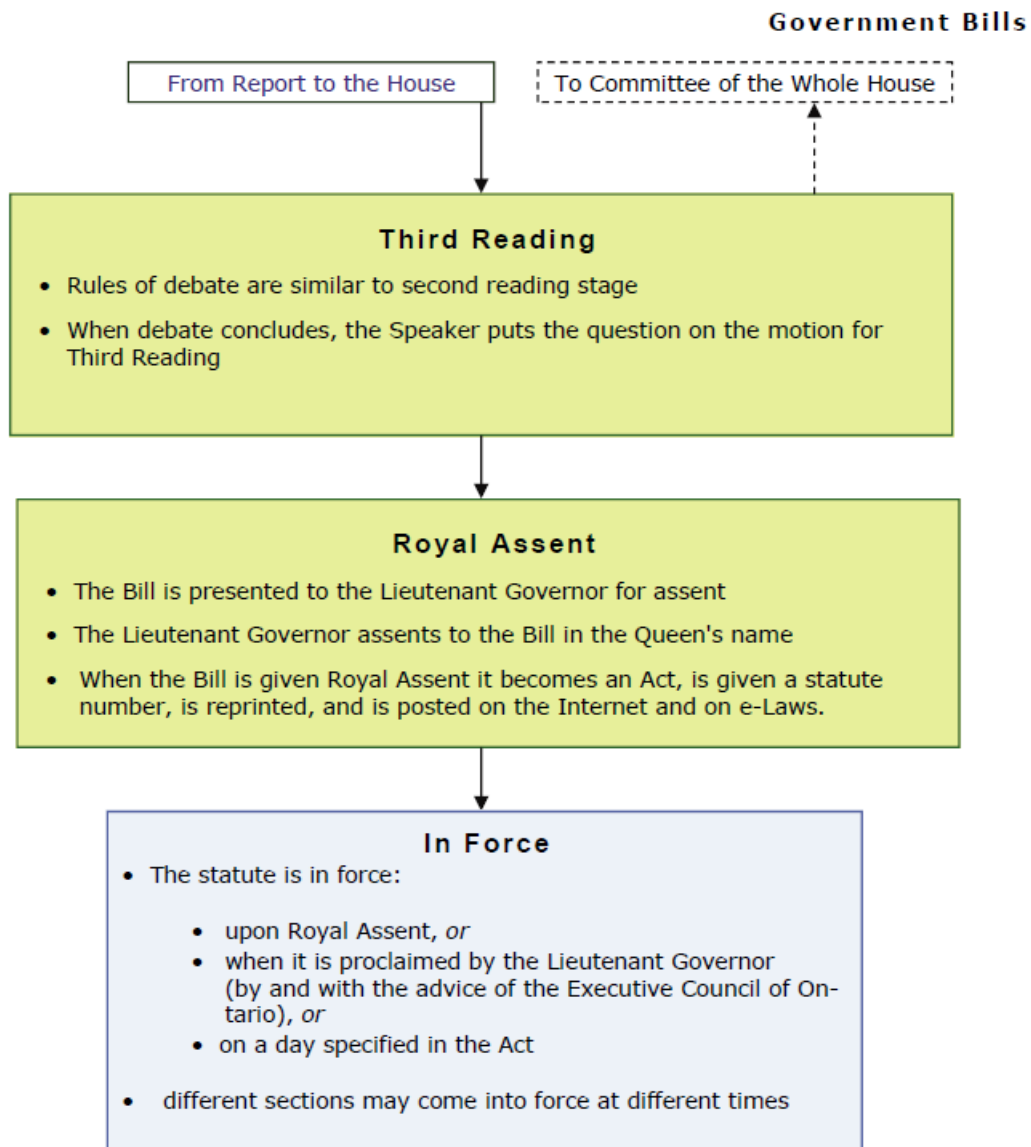 Government Bills
From Report to the House
To Committee of the Whole House
Third Reading
• Rules of debate are similar to second reading stage
• When debate concludes, the Speaker puts the question on the motion for
Third Reading
Royal Assent
• The Bill is presented to the Lieutenant Governor for assent
• The Lieutenant Governor assents to the Bill in the Queen's name
• When the Bill is given Royal Assent it becomes an Act, is given a statute
number, is reprinted, and is posted on the Internet and on e-Laws.
In Force
• The statute is in force:
• upon Royal Assent, or
• when it is proclaimed by the Lieutenant Governor
(by and with the advice of the Executive Council of On-
tario), or
• on a day specified in the Act
• different sections may come into force at different times